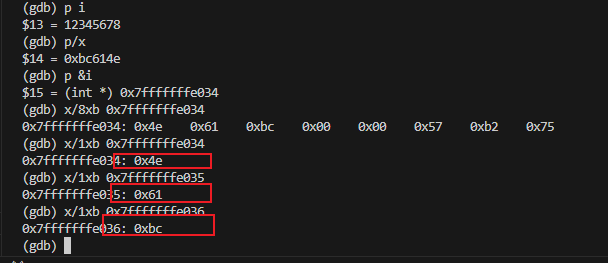 (gdb) p i
$13 = 12345678
(gdb) p/x
$14 = 0xbc614e
(gdb) p &i
$15 = (int *) 0x7fffffffe034
(gdb) x/8xb 0x7fffffffe034
0x7fffffffe034: 0x4e 0x61 0xbc 0x00 0x00 0x57 0xb2 0x75
(gdb) x/1xb 0x7fffffffe034
0x7fffffffe034: 0x4e
(gdb) x/1xb 0x7fffffffe035
0x7fffffffe035: 0x61
(gdb) x/1xb 0x7fffffffe036
0x7fffffffe036: 0xbc
(gdb)